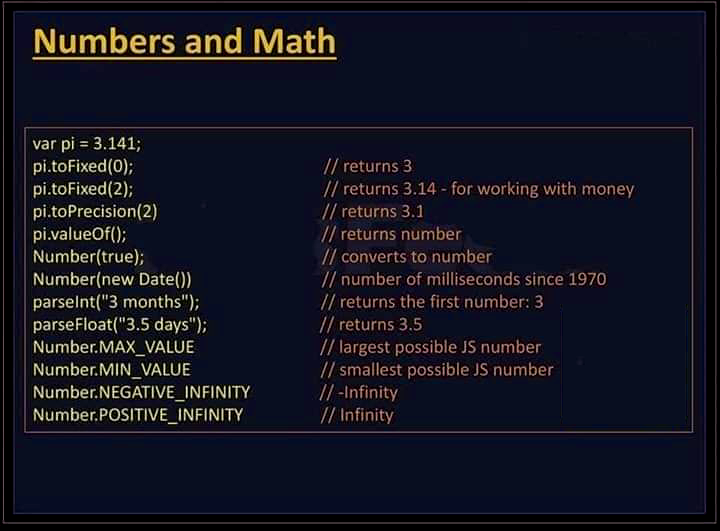 Numbers and Math
var pi = 3.141;
pi.toFixed(0); // returns 3
pi.toFixed(2); // returns 3.14 - for working with money
pi.toPrecision(2) // returns 3.1
pi.valueOf(); // returns number
Number(true); // converts to number
Number(new Date()) // number of milliseconds since 1970
parseInt("3 months"); // returns the first number: 3
parseFloat("3.5 days"); // returns 3.5
Number.MAX_VALUE // largest possible JS number
Number.MIN_VALUE // smallest possible JS number
Number.NEGATIVE_INFINITY // -Infinity
Number.POSITIVE_INFINITY // Infinity